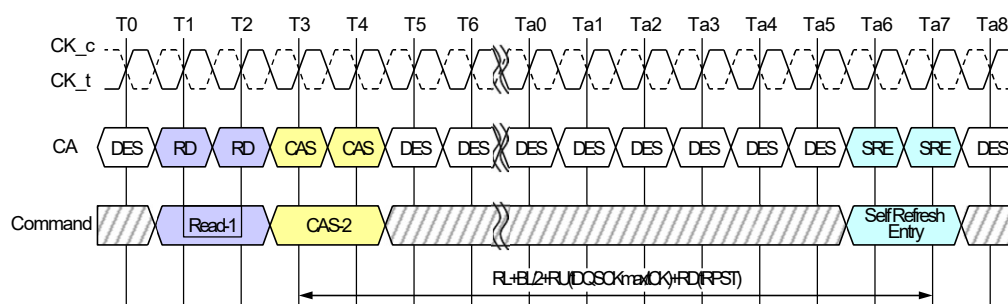 T0 T1 T2 T3 T4 T5 T6 Ta0 Ta1 Ta2 Ta3 Ta4 Ta5 Ta6 Ta7 Ta8
CK_c
CK_t
CA DES RD RD CAS CAS DES DES DES DES DES DES DES DES SRE SRE DES
Command Read-1 CAS-2 Self Refresh
Entry
RL+BL/2+RU(tDQSCKmax/tCK)+RD(tRPST)